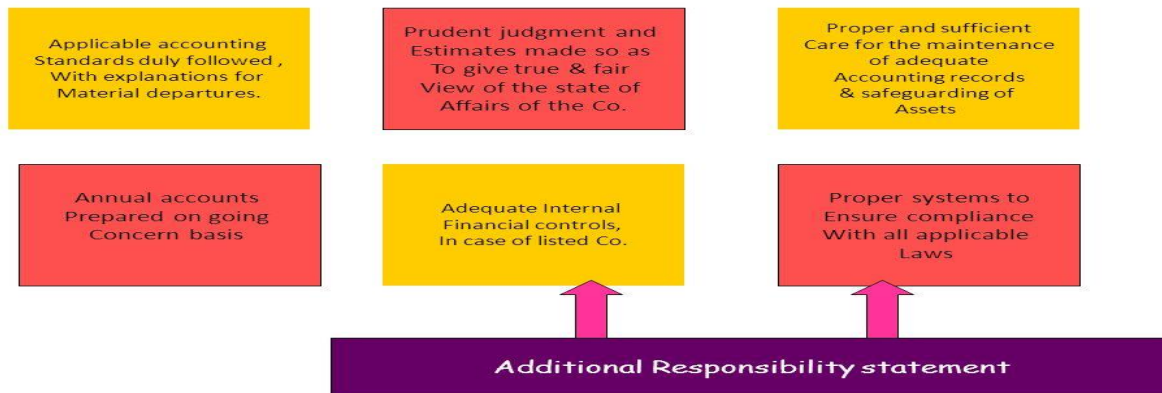 Applicable accounting
Standards duly followed ,
With explanations for
Material departures.
Prudent judgment and
Estimates made so as
To give true & fair
View of the state of
Affairs of the Co.
Proper and sufficient
Care for the maintenance
of adequate
Accounting records
& safeguarding of
Assets
Annual accounts
Prepared on going
Concern basis
Adequate Internal
Financial controls,
In case of listed Co.
Proper systems to
Ensure compliance
With all applicable
Laws
Additional Responsibility statement